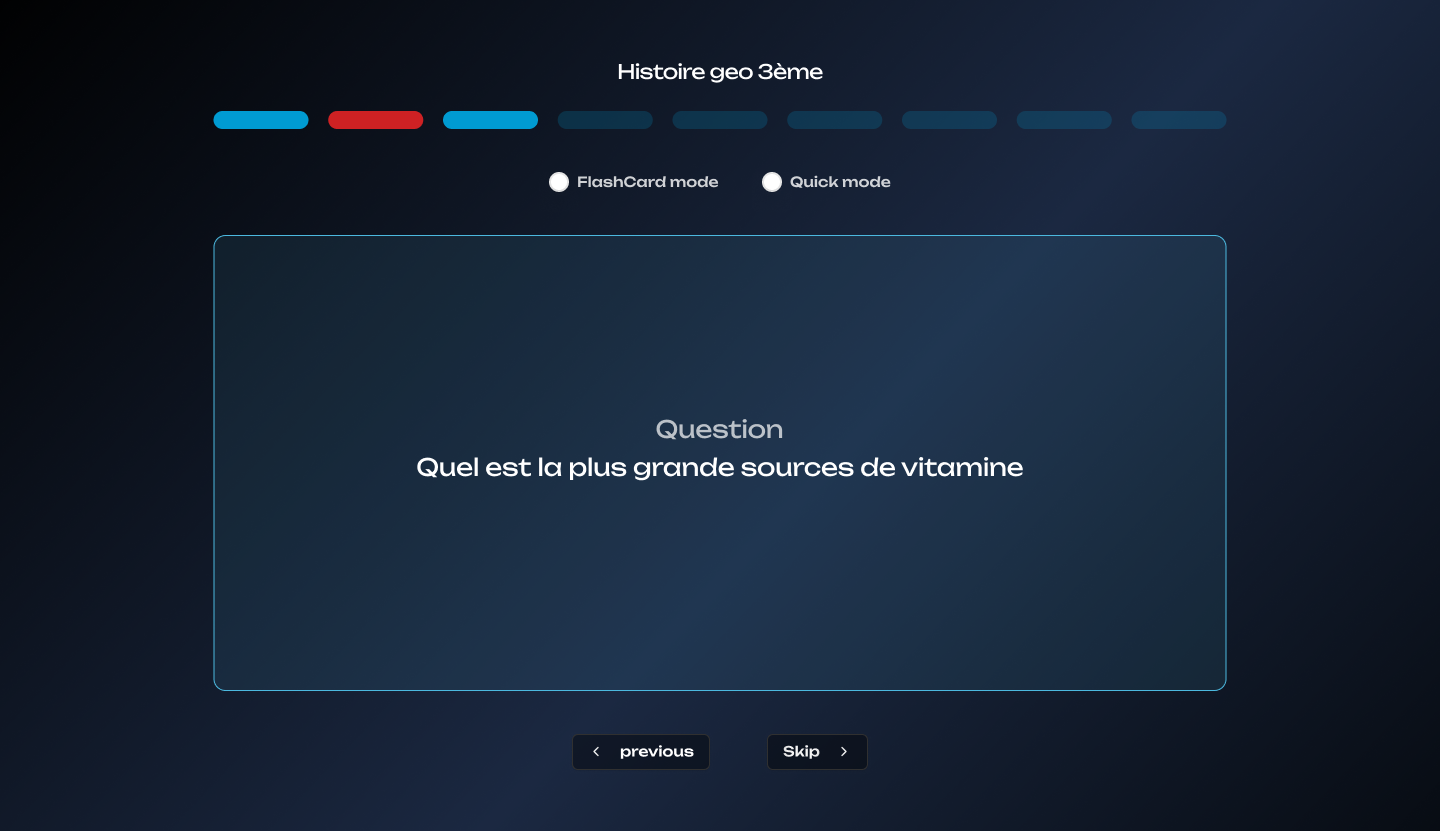 Histoire geo 3ème
FlashCard mode
Quick mode
Question
Quel est la plus grande sources de vitamine
previous
Skip